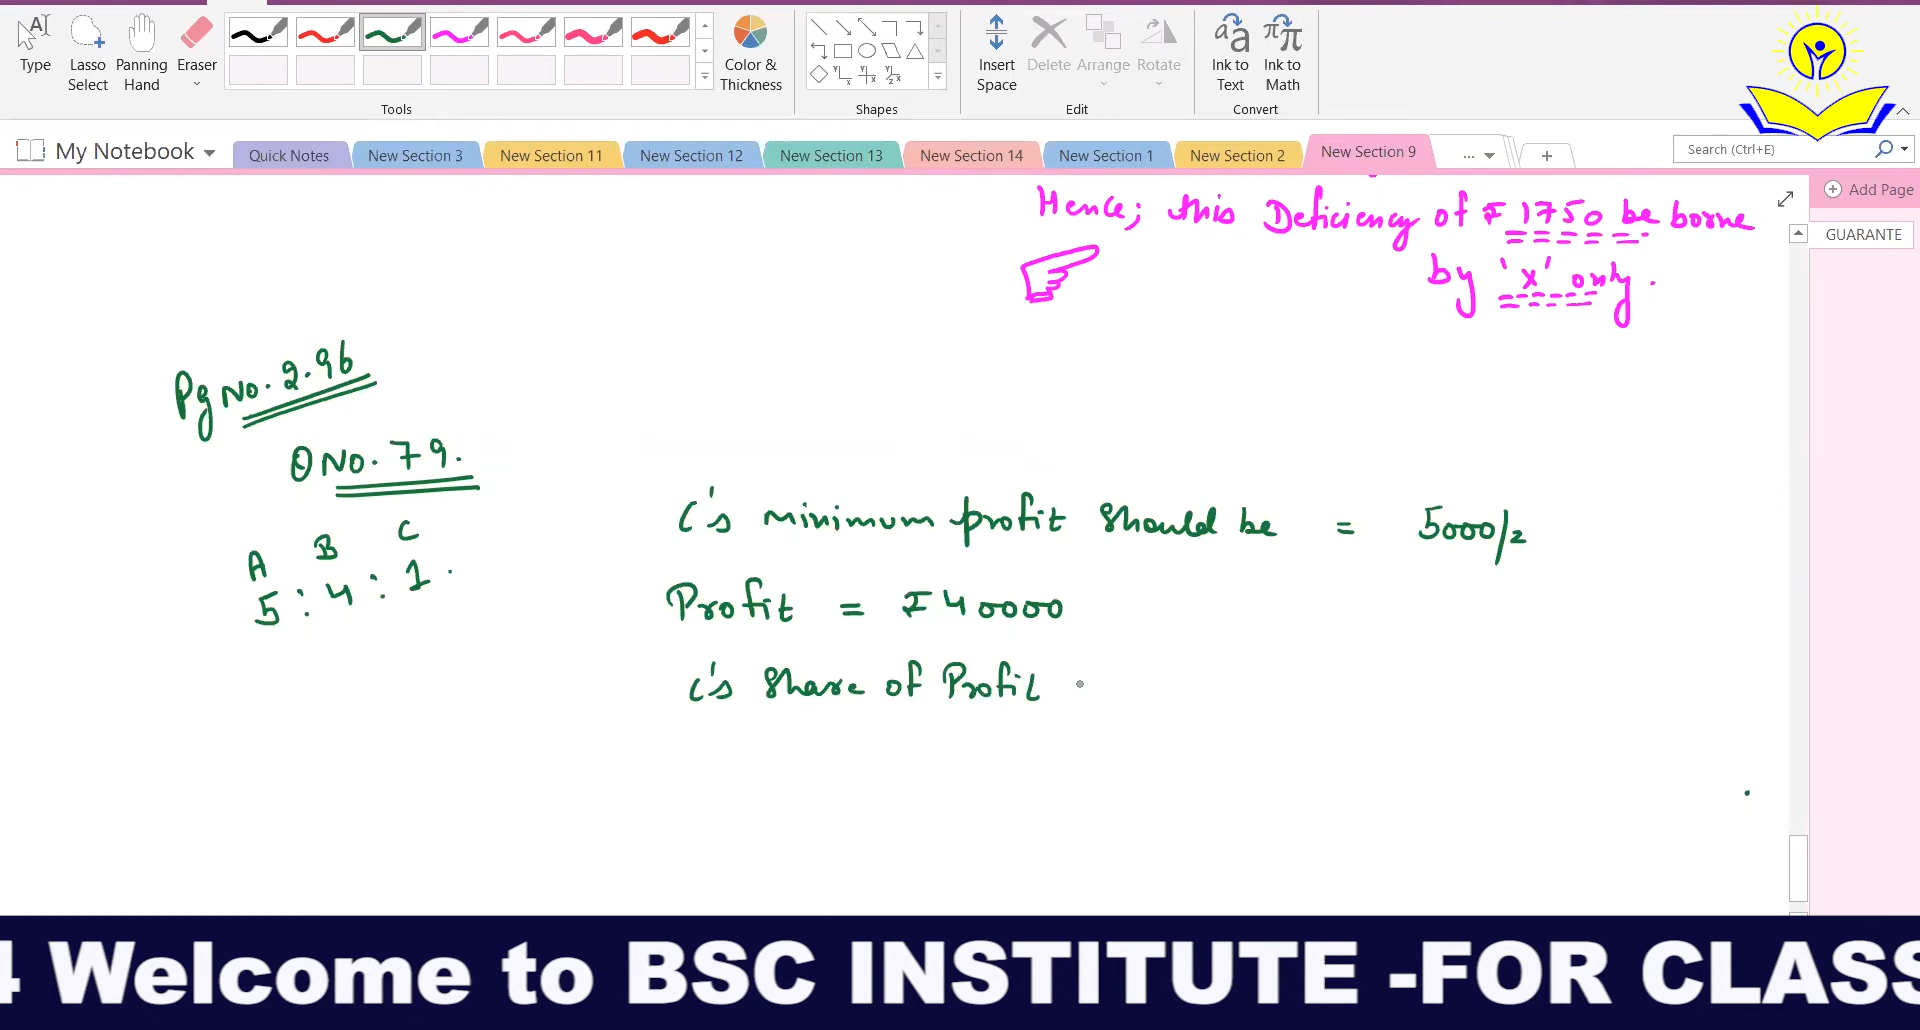 Type
Lasso Select
Panning Hand
Eraser
Color & Thickness
Insert Space
Delete
Arrange
Rotate
Ink to Text
Ink to Math
Tools
Shapes
Edit
Convert
My Notebook
Quick Notes
New Section 3
New Section 11
New Section 12
New Section 13
New Section 14
New Section 1
New Section 2
New Section 9
...
Search (Ctrl+E)
Add Page
GUARANTE
Hence; this Deficiency of ₹ 1750 be borne
by 'x' only.
Pg No. 2.96
Q No. 79.
A B C
5 : 4 : 1 .
C's minimum profit should be = 5000/-
Profit = ₹ 40000
C's Share of Profit
4 Welcome to BSC INSTITUTE -FOR CLASS